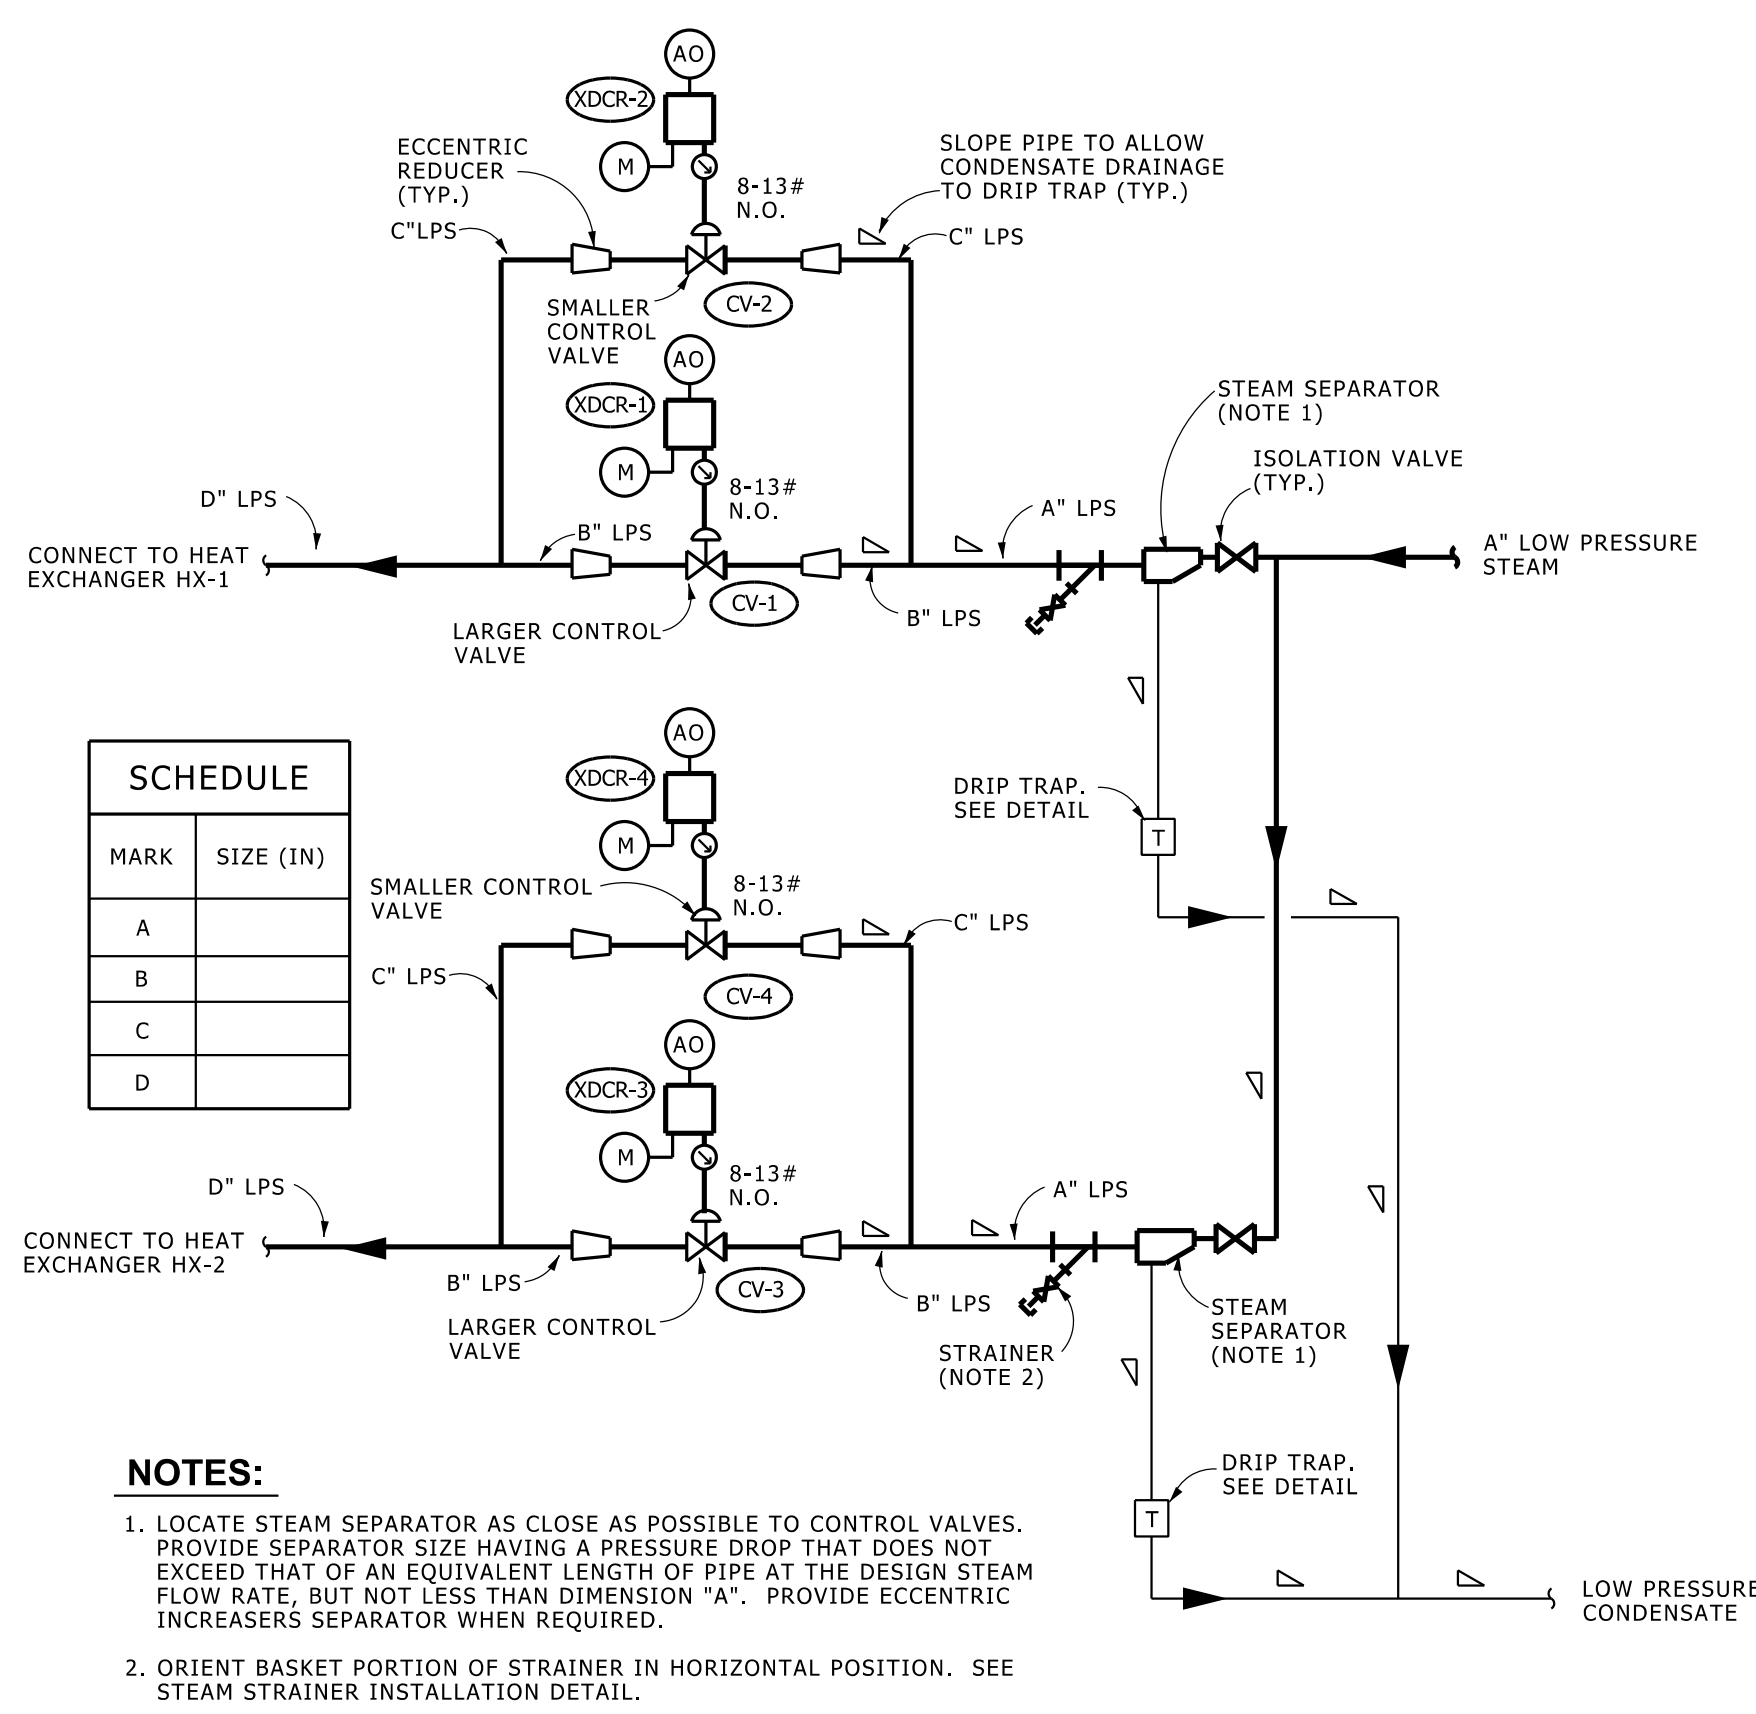 AO
XDCR-2
M
ECCENTRIC
REDUCER
(TYP.)
8-13#
N.O.
SLOPE PIPE TO ALLOW
CONDENSATE DRAINAGE
TO DRIP TRAP (TYP.)
C"LPS
C" LPS
SMALLER
CONTROL
VALVE
CV-2
AO
XDCR-1
M
8-13#
N.O.
STEAM SEPARATOR
(NOTE 1)
ISOLATION VALVE
(TYP.)
D" LPS
B" LPS
A" LPS
CONNECT TO HEAT
EXCHANGER HX-1
A" LOW PRESSURE
STEAM
CV-1
B" LPS
LARGER CONTROL
VALVE
AO
XDCR-4
M
SCHEDULE
MARK SIZE (IN)
A
B
C
D
DRIP TRAP.
SEE DETAIL
T
SMALLER CONTROL
VALVE
8-13#
N.O.
C" LPS
C" LPS
CV-4
AO
XDCR-3
M
8-13#
N.O.
D" LPS
A" LPS
CONNECT TO HEAT
EXCHANGER HX-2
B" LPS
CV-3
B" LPS
LARGER CONTROL
VALVE
STRAINER
(NOTE 2)
STEAM
SEPARATOR
(NOTE 1)
DRIP TRAP.
SEE DETAIL
T
LOW PRESSURE
CONDENSATE
NOTES:
1. LOCATE STEAM SEPARATOR AS CLOSE AS POSSIBLE TO CONTROL VALVES.
PROVIDE SEPARATOR SIZE HAVING A PRESSURE DROP THAT DOES NOT
EXCEED THAT OF AN EQUIVALENT LENGTH OF PIPE AT THE DESIGN STEAM
FLOW RATE, BUT NOT LESS THAN DIMENSION "A". PROVIDE ECCENTRIC
INCREASERS SEPARATOR WHEN REQUIRED.
2. ORIENT BASKET PORTION OF STRAINER IN HORIZONTAL POSITION. SEE
STEAM STRAINER INSTALLATION DETAIL.